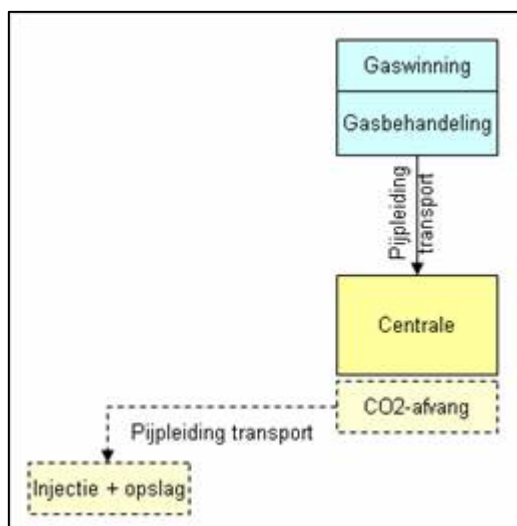 Gaswinning
Gasbehandeling
Pijpleiding
transport
Centrale
CO2-afvang
Pijpleiding transport
Injectie + opslag